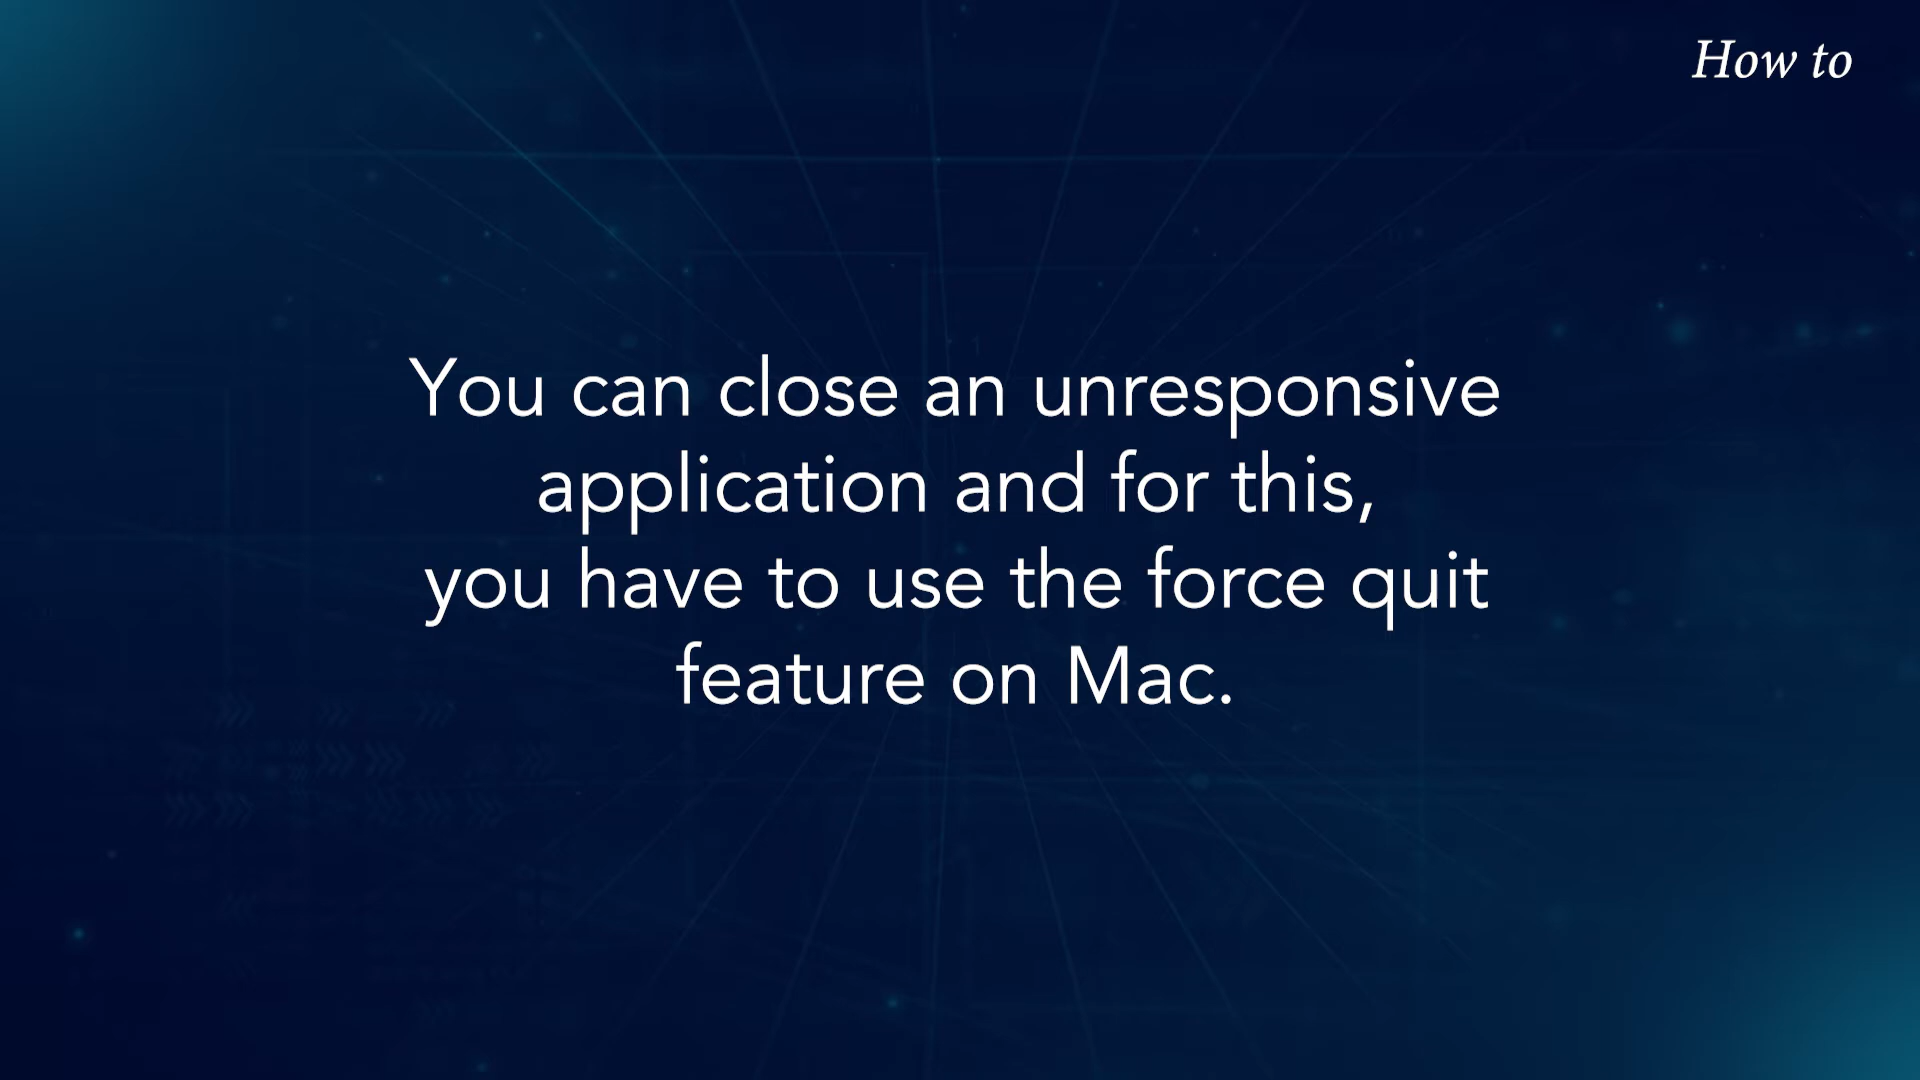 How to
You can close an unresponsive
application and for this,
you have to use the force quit
feature on Mac.